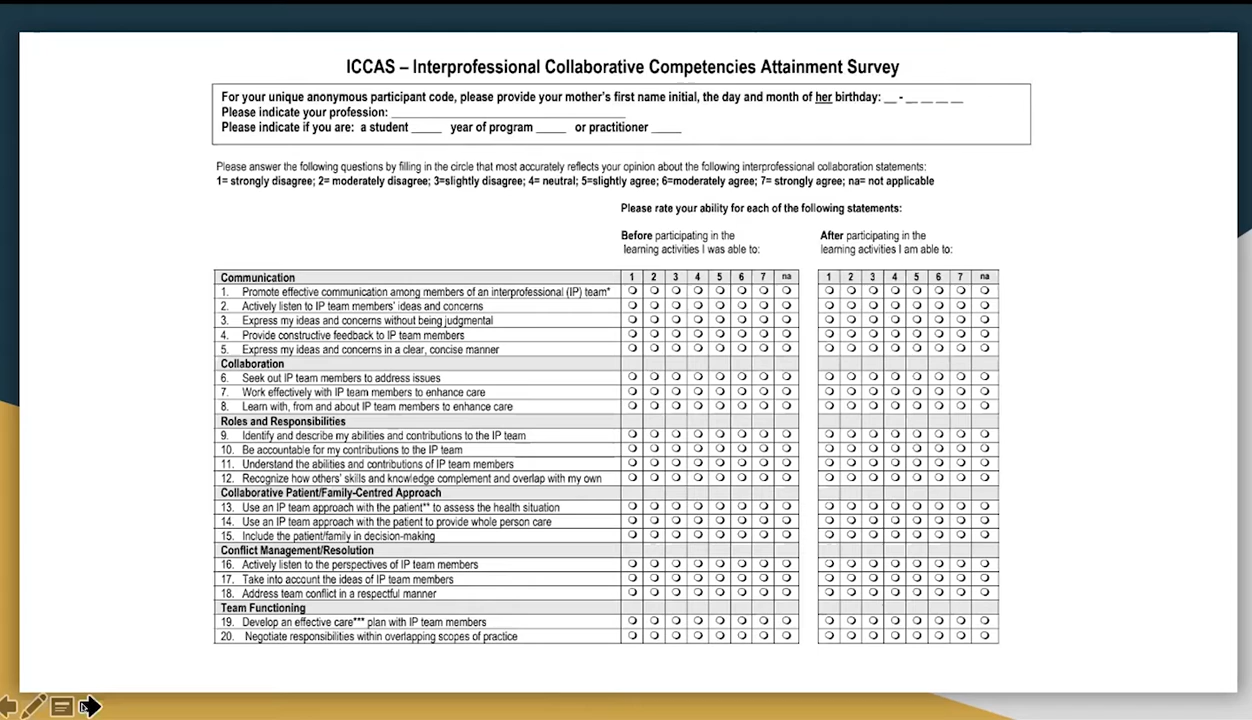 ICCAS – Interprofessional Collaborative Competencies Attainment Survey
For your unique anonymous participant code, please provide your mother's first name initial, the day and month of her birthday: __ - __ __ __ __
Please indicate your profession: ____________________
Please indicate if you are: a student _____ year of program _____ or practitioner _____
Please answer the following questions by filling in the circle that most accurately reflects your opinion about the following interprofessional collaboration statements:
1= strongly disagree; 2= moderately disagree; 3=slightly disagree; 4= neutral; 5=slightly agree; 6=moderately agree; 7= strongly agree; na= not applicable
Please rate your ability for each of the following statements:
Before participating in the learning activities I was able to:
After participating in the learning activities I am able to:
Communication 1 2 3 4 5 6 7 na 1 2 3 4 5 6 7 na
1. Promote effective communication among members of an interprofessional (IP) team*
2. Actively listen to IP team members' ideas and concerns
3. Express my ideas and concerns without being judgmental
4. Provide constructive feedback to IP team members
5. Express my ideas and concerns in a clear, concise manner
Collaboration
6. Seek out IP team members to address issues
7. Work effectively with IP team members to enhance care
8. Learn with, from and about IP team members to enhance care
Roles and Responsibilities
9. Identify and describe my abilities and contributions to the IP team
10. Be accountable for my contributions to the IP team
11. Understand the abilities and contributions of IP team members
12. Recognize how others' skills and knowledge complement and overlap with my own
Collaborative Patient/Family-Centred Approach
13. Use an IP team approach with the patient** to assess the health situation
14. Use an IP team approach with the patient to provide whole person care
15. Include the patient/family in decision-making
Conflict Management/Resolution
16. Actively listen to the perspectives of IP team members
17. Take into account the ideas of IP team members
18. Address team conflict in a respectful manner
Team Functioning
19. Develop an effective care*** plan with IP team members
20. Negotiate responsibilities within overlapping scopes of practice